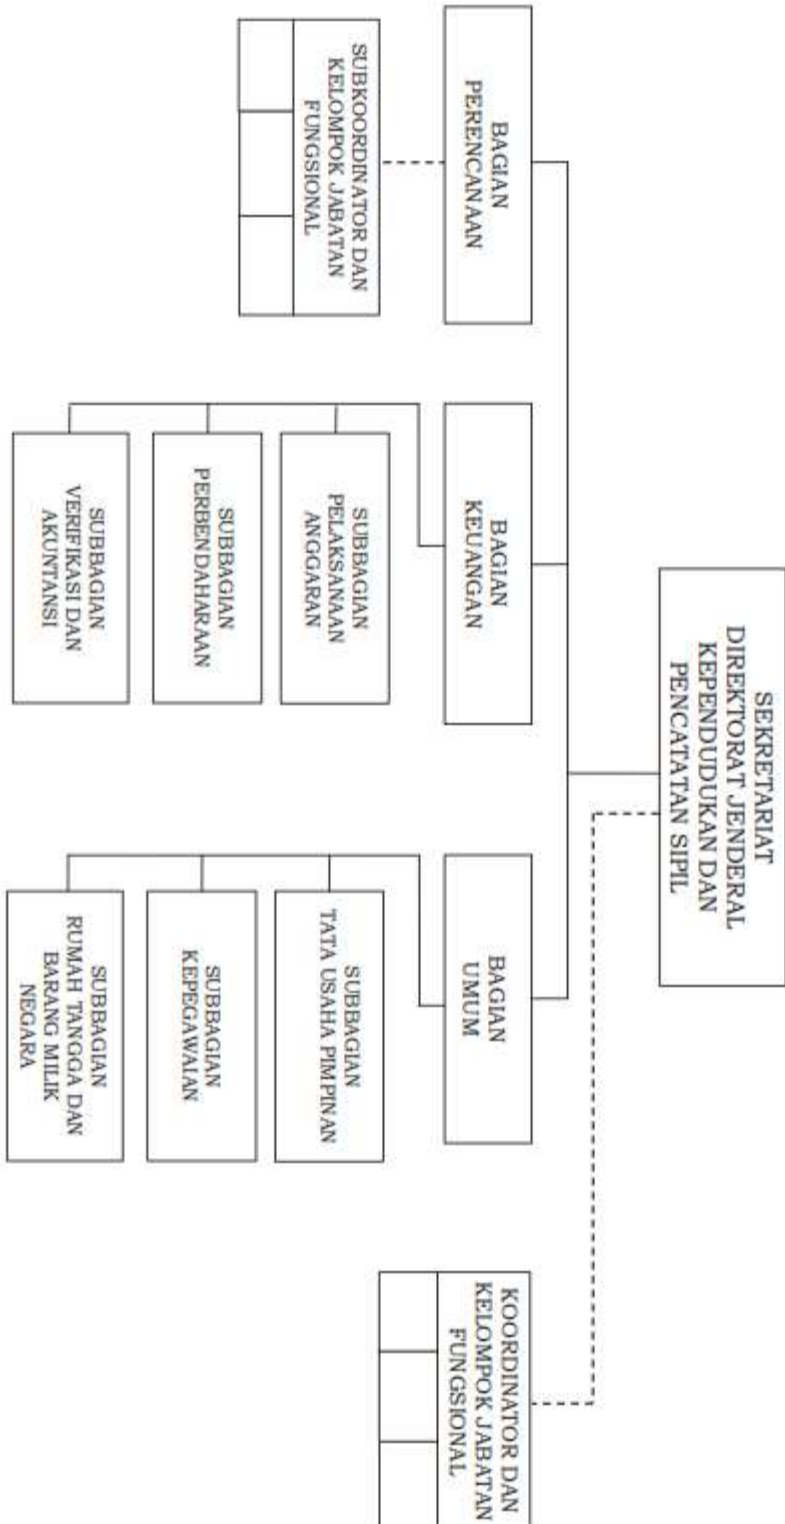 SEKRETARIAT
DIREKTORAT JENDERAL
KEPENDUDUKAN DAN
PENCATATAN SIPIL
BAGIAN
PERENCANAAN
SUBKOORDINATOR DAN
KELOMPOK JABATAN
FUNGSIONAL
BAGIAN
KEUANGAN
SUBBAGIAN
PELAKSANAAN
ANGGARAN
SUBBAGIAN
PERBENDAHARAAN
SUBBAGIAN
VERIFIKASI DAN
AKUNTANSI
BAGIAN
UMUM
SUBBAGIAN
TATA USAHA PIMPINAN
SUBBAGIAN
KEPEGAWAIAN
SUBBAGIAN
RUMAH TANGGA DAN
BARANG MILIK
NEGARA
KOORDINATOR DAN
KELOMPOK JABATAN
FUNGSIONAL